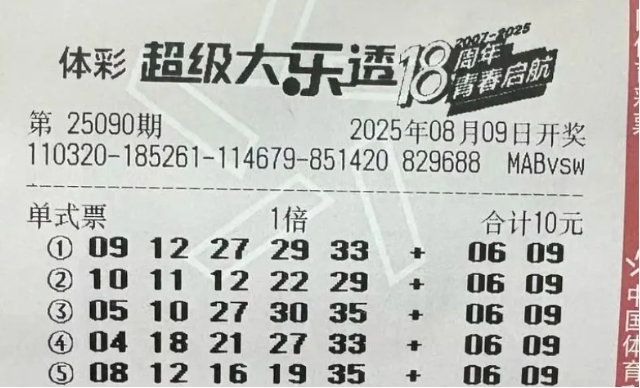 体彩 超级大乐透 18 2007-2025
周年
青春启航
第 25090期 2025年08月09日开奖
110320-185261-114679-851420 829688 MABvsw
单式票 1倍 合计10元
① 09 12 27 29 33 + 06 09
② 10 11 12 22 29 + 06 09
③ 05 10 27 30 35 + 06 09
④ 04 18 21 27 33 + 06 09
⑤ 08 12 16 19 35 + 06 09
中国体育